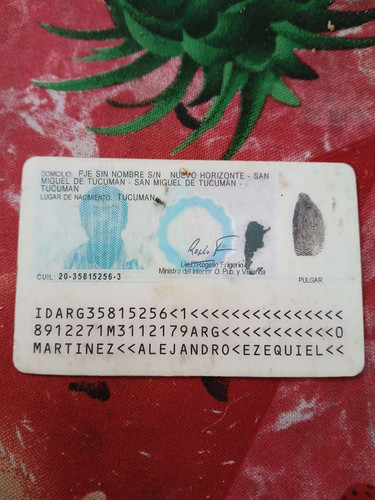 DOMICILIO: PJE SIN NOMBRE S/N NUEVO HORIZONTE - SAN
MIGUEL DE TUCUMAN - SAN MIGUEL DE TUCUMAN -
TUCUMAN
LUGAR DE NACIMIENTO: TUCUMAN
Lic. Rogelio Frigerio
Ministro del Interior O. Pub. y Vivienda
CUIL: 20-35815256-3
PULGAR
IDARG35815256<1<<<<<<<<<<<<<<<
8912271M3112179ARG<<<<<<<<<<<0
MARTINEZ<<ALEJANDRO<EZEQUIEL<<